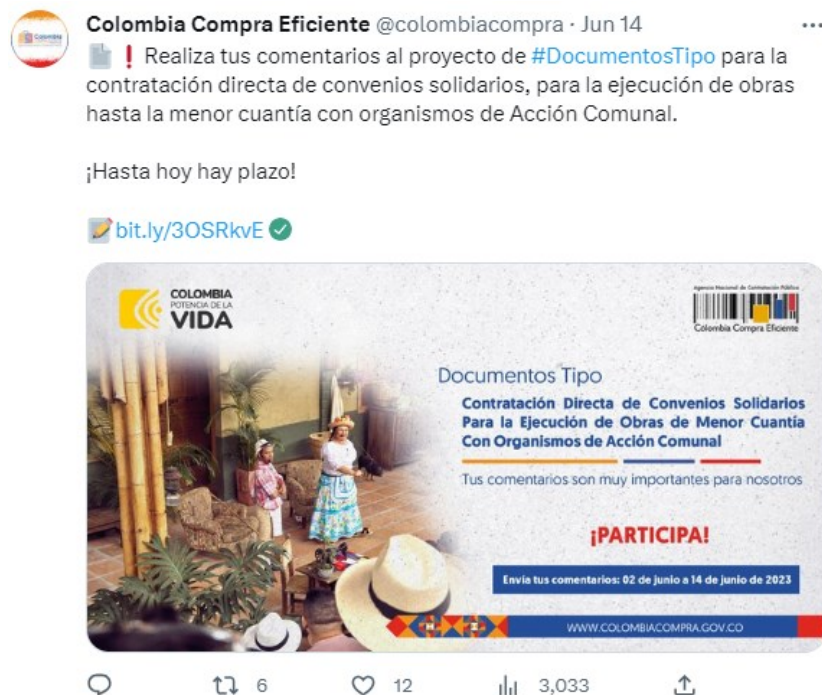 Colombia Compra Eficiente @colombiacompra · Jun 14
Realiza tus comentarios al proyecto de #DocumentosTipo para la
contratación directa de convenios solidarios, para la ejecución de obras
hasta la menor cuantía con organismos de Acción Comunal.
¡Hasta hoy hay plazo!
bit.ly/3OSRkvE
COLOMBIA
POTENCIA DE LA
VIDA
Agencia Nacional de Contratación Pública
Colombia Compra Eficiente
Documentos Tipo
Contratación Directa de Convenios Solidarios
Para la Ejecución de Obras de Menor Cuantía
Con Organismos de Acción Comunal
Tus comentarios son muy importantes para nosotros
¡PARTICIPA!
Envía tus comentarios: 02 de junio a 14 de junio de 2023
WWW.COLOMBIACOMPRA.GOV.CO
6
12
3,033